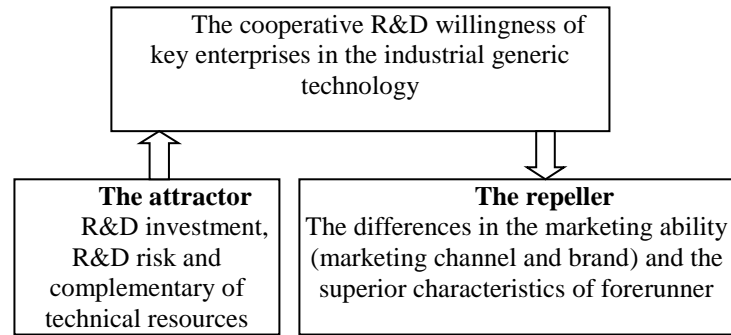 The cooperative R&D willingness of
key enterprises in the industrial generic
technology
The attractor
R&D investment,
R&D risk and
complementary of
technical resources
The repeller
The differences in the marketing ability
(marketing channel and brand) and the
superior characteristics of forerunner